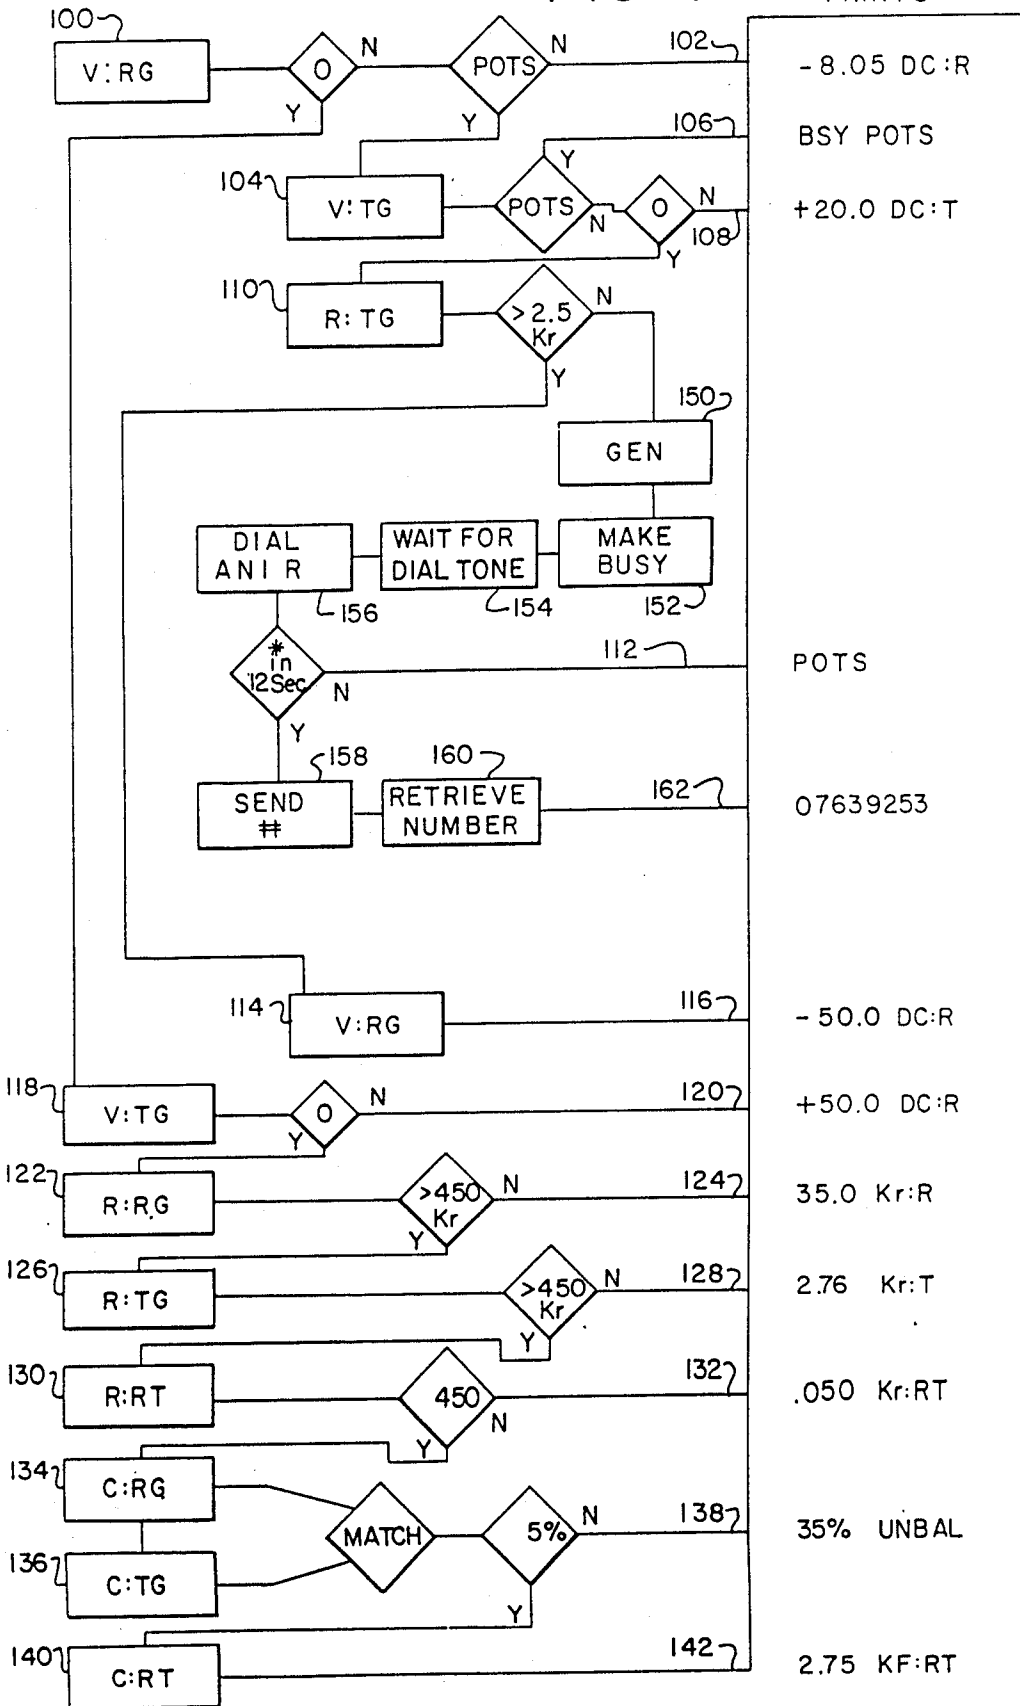 100
V:RG
O
N
Y
POTS
N
Y
102
-8.05 DC:R
106
BSY POTS
104
V:TG
POTS
Y
N
O
N
Y
108
+20.0 DC:T
110
R:TG
>2.5
Kr
N
Y
150
GEN
DIAL
ANI R
156
WAIT FOR
DIAL TONE
154
MAKE
BUSY
152
*
in
12Sec
N
Y
112
POTS
158
SEND
#
160
RETRIEVE
NUMBER
162
07639253
114
V:RG
116
-50.0 DC:R
118
V:TG
O
N
Y
120
+50.0 DC:R
122
R:RG
>450
Kr
N
Y
124
35.0 Kr:R
126
R:TG
>450
Kr
N
Y
128
2.76 Kr:T
130
R:RT
450
N
Y
132
.050 Kr:RT
134
C:RG
MATCH
5%
N
Y
138
35% UNBAL
136
C:TG
140
C:RT
142
2.75 KF:RT